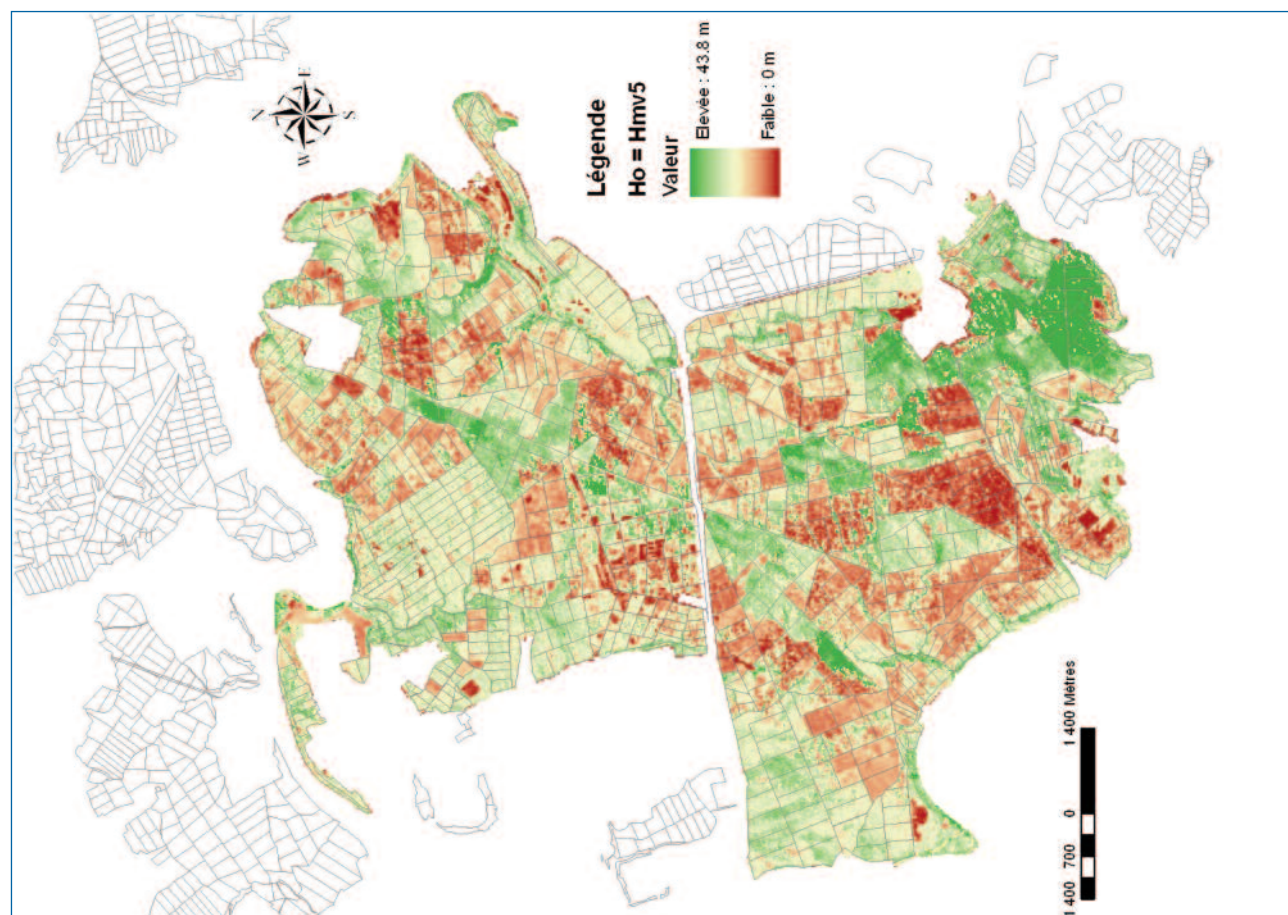 N
E
S
W
Légende
Ho = Hmv5
Valeur
Elevée : 43.8 m
Faible : 0 m
1 400 700 0 1 400 Mètres